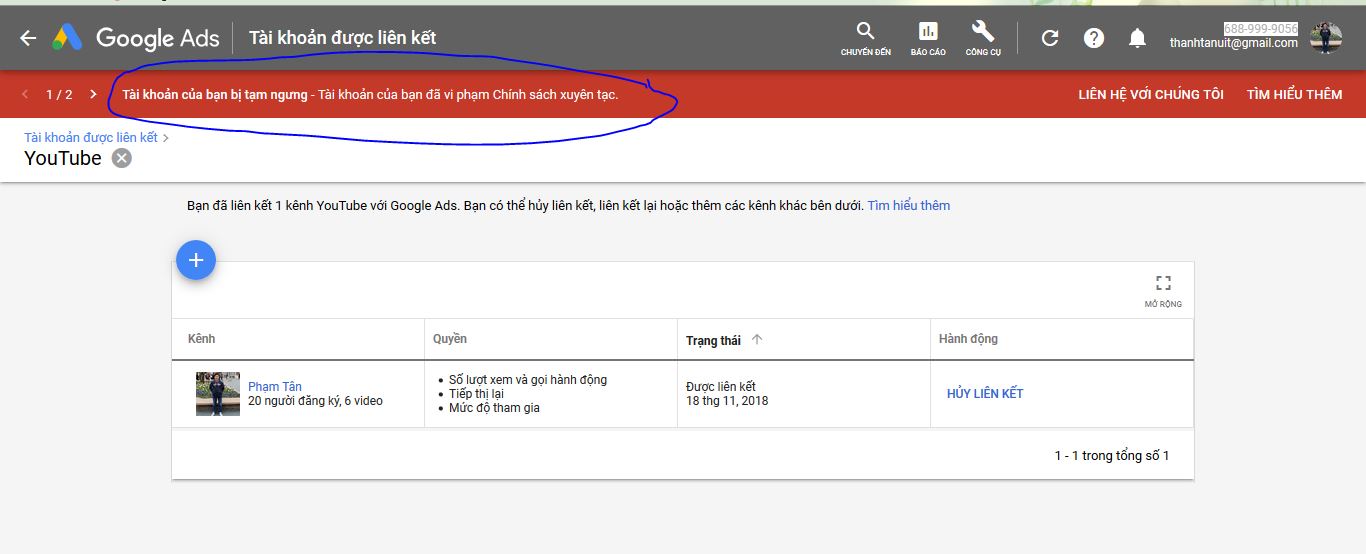 Google Ads
Tài khoản được liên kết
CHUYỂN ĐẾN
BÁO CÁO
CÔNG CỤ
688-999-9056
thanhtanuit@gmail.com
1 / 2
Tài khoản của bạn bị tạm ngưng - Tài khoản của bạn đã vi phạm Chính sách xuyên tạc.
LIÊN HỆ VỚI CHÚNG TÔI
TÌM HIỂU THÊM
Tài khoản được liên kết >
YouTube
Bạn đã liên kết 1 kênh YouTube với Google Ads. Bạn có thể hủy liên kết, liên kết lại hoặc thêm các kênh khác bên dưới. Tìm hiểu thêm
MỞ RỘNG
Kênh
Quyền
Trạng thái
Hành động
Phạm Tân
20 người đăng ký, 6 video
• Số lượt xem và gọi hành động
• Tiếp thị lại
• Mức độ tham gia
Được liên kết
18 thg 11, 2018
HỦY LIÊN KẾT
1 - 1 trong tổng số 1